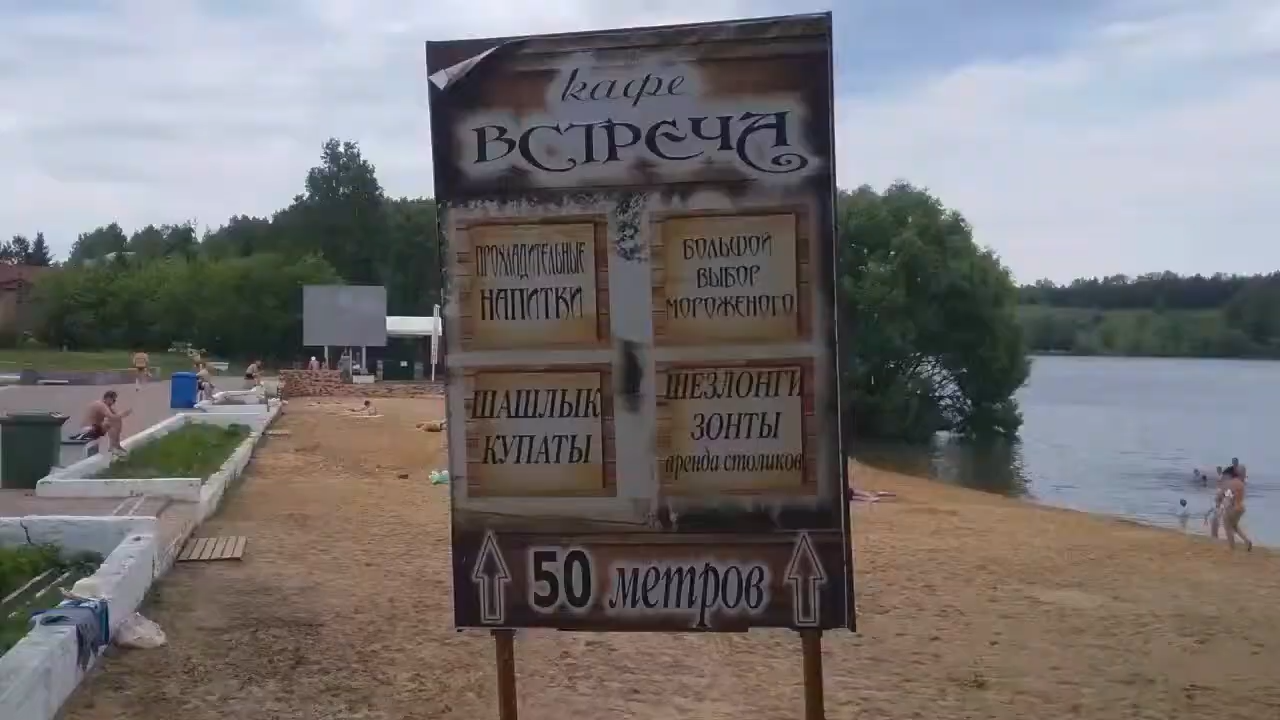 кафе
ВСТРЕЧА
ПРОХЛАДИТЕЛЬНЫЕ
НАПИТКИ
БОЛЬШОЙ
ВЫБОР
МОРОЖЕНОГО
ШАШЛЫК
КУПАТЫ
ШЕЗЛОНГИ
ЗОНТЫ
аренда столиков
50 метров